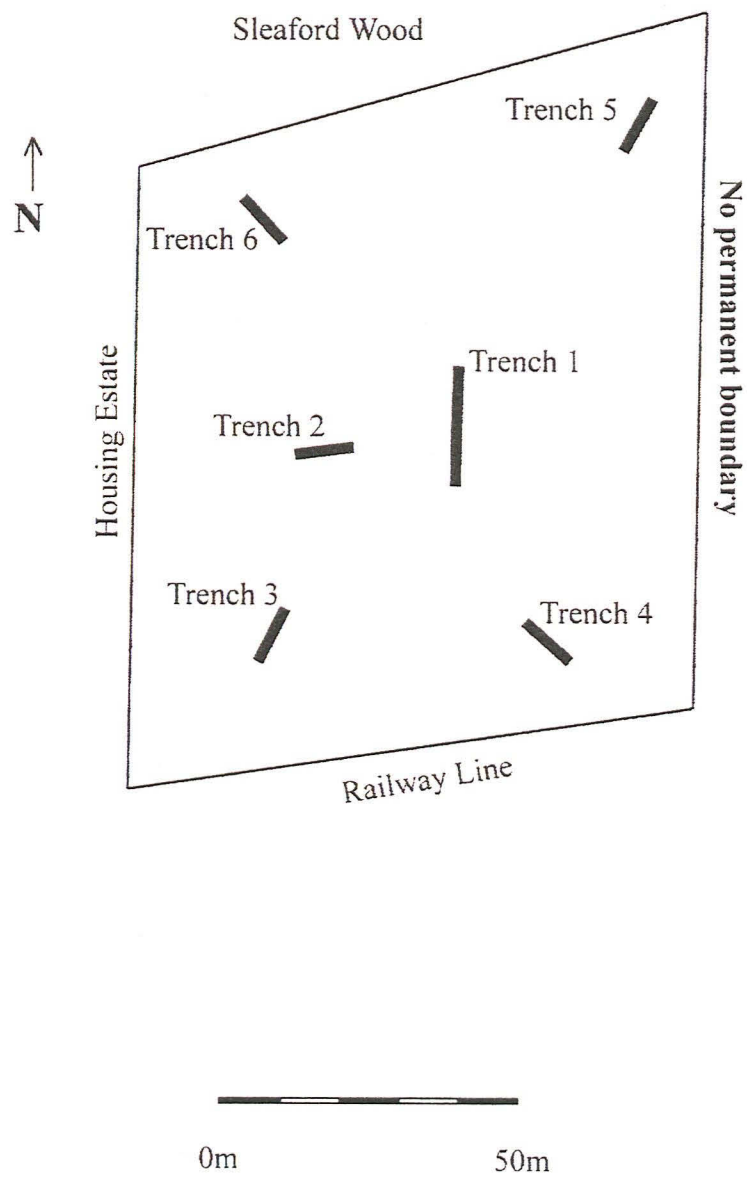 Sleaford Wood
Trench 5
N
Trench 6
No permanent boundary
Trench 1
Housing Estate
Trench 2
Trench 3
Trench 4
Railway Line
0m
50m